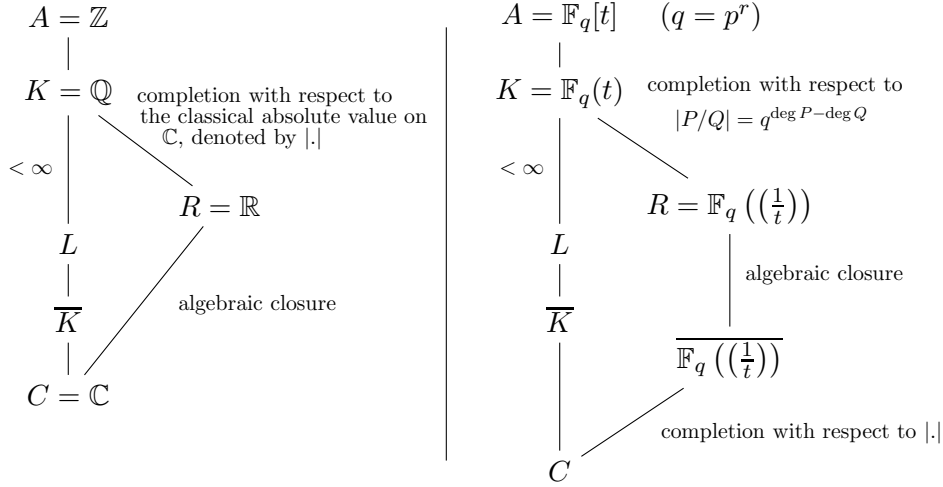 A = ℤ
K = ℚ
completion with respect to
the classical absolute value on
ℂ, denoted by |.|
< ∞
R = ℝ
L
algebraic closure
K̅
C = ℂ
A = 𝔽_q[t] (q = p^r)
K = 𝔽_q(t)
completion with respect to
|P/Q| = q^{deg P−deg Q}
< ∞
R = 𝔽_q((1/t))
L
algebraic closure
K̅
\overline{𝔽_q((1/t))}
completion with respect to |.|
C